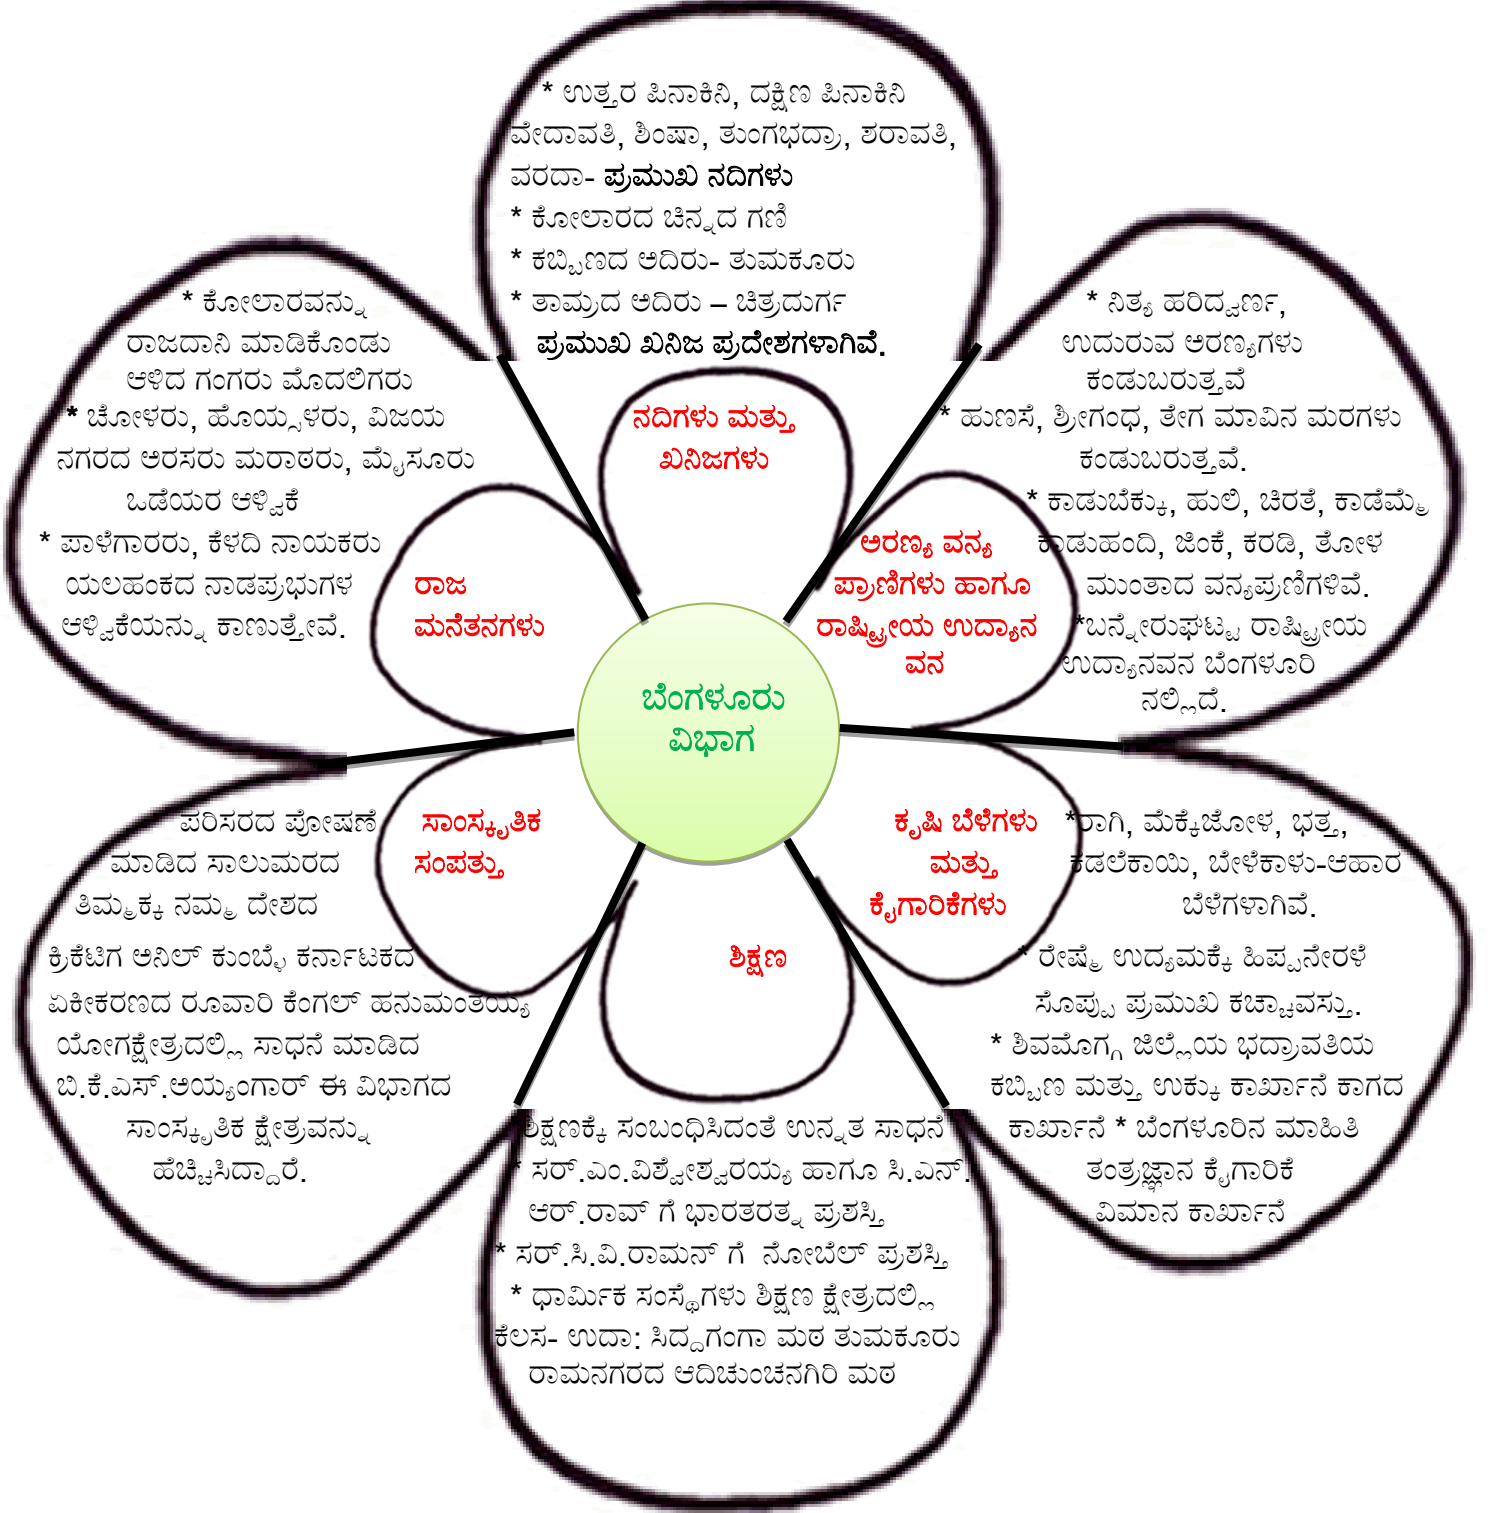 * ಉತ್ತರ ಪಿನಾಕಿನಿ, ದಕ್ಷಿಣ ಪಿನಾಕಿನಿ
ವೇದಾವತಿ, ಶಿಂಷಾ, ತುಂಗಭದ್ರಾ, ಶರಾವತಿ,
ವರದಾ- ಪ್ರಮುಖ ನದಿಗಳು
* ಕೋಲಾರದ ಚಿನ್ನದ ಗಣಿ
* ಕಬ್ಬಿಣದ ಅದಿರು- ತುಮಕೂರು
* ತಾಮ್ರದ ಅದಿರು – ಚಿತ್ರದುರ್ಗ
ಪ್ರಮುಖ ಖನಿಜ ಪ್ರದೇಶಗಳಾಗಿವೆ.
ನದಿಗಳು ಮತ್ತು
ಖನಿಜಗಳು
* ನಿತ್ಯ ಹರಿದ್ವರ್ಣ,
ಉದುರುವ ಅರಣ್ಯಗಳು
ಕಂಡುಬರುತ್ತವೆ
* ಹುಣಸೆ, ಶ್ರೀಗಂಧ, ತೇಗ ಮಾವಿನ ಮರಗಳು
ಕಂಡುಬರುತ್ತವೆ.
* ಕಾಡುಬೆಕ್ಕು, ಹುಲಿ, ಚಿರತೆ, ಕಾಡೆಮ್ಮೆ
ಕಾಡುಹಂದಿ, ಜಿಂಕೆ, ಕರಡಿ, ತೋಳ
ಮುಂತಾದ ವನ್ಯಪ್ರಣಿಗಳಿವೆ.
*ಬನ್ನೇರುಘಟ್ಟ ರಾಷ್ಟ್ರೀಯ
ಉದ್ಯಾನವನ ಬೆಂಗಳೂರಿ
ನಲ್ಲಿದೆ.
ಅರಣ್ಯ ವನ್ಯ
ಪ್ರಾಣಿಗಳು ಹಾಗೂ
ರಾಷ್ಟ್ರೀಯ ಉದ್ಯಾನ
ವನ
* ಕೋಲಾರವನ್ನು
ರಾಜದಾನಿ ಮಾಡಿಕೊಂಡು
ಆಳಿದ ಗಂಗರು ಮೊದಲಿಗರು
* ಚೋಳರು, ಹೊಯ್ಸಳರು, ವಿಜಯ
ನಗರದ ಅರಸರು ಮರಾಠರು, ಮೈಸೂರು
ಒಡೆಯರ ಆಳ್ವಿಕೆ
* ಪಾಳೆಗಾರರು, ಕೆಳದಿ ನಾಯಕರು
ಯಲಹಂಕದ ನಾಡಪ್ರಭುಗಳ
ಆಳ್ವಿಕೆಯನ್ನು ಕಾಣುತ್ತೇವೆ.
ರಾಜ
ಮನೆತನಗಳು
ಬೆಂಗಳೂರು
ವಿಭಾಗ
ಪರಿಸರದ ಪೋಷಣೆ
ಮಾಡಿದ ಸಾಲುಮರದ
ತಿಮ್ಮಕ್ಕ ನಮ್ಮ ದೇಶದ
ಕ್ರಿಕೆಟಿಗ ಅನಿಲ್ ಕುಂಬ್ಳೆ ಕರ್ನಾಟಕದ
ಏಕೀಕರಣದ ರೂವಾರಿ ಕೆಂಗಲ್ ಹನುಮಂತಯ್ಯ
ಯೋಗಕ್ಷೇತ್ರದಲ್ಲಿ ಸಾಧನೆ ಮಾಡಿದ
ಬಿ.ಕೆ.ಎಸ್.ಅಯ್ಯಂಗಾರ್ ಈ ವಿಭಾಗದ
ಸಾಂಸ್ಕೃತಿಕ ಕ್ಷೇತ್ರವನ್ನು
ಹೆಚ್ಚಿಸಿದ್ದಾರೆ.
ಸಾಂಸ್ಕೃತಿಕ
ಸಂಪತ್ತು
ಕೃಷಿ ಬೆಳೆಗಳು
ಮತ್ತು
ಕೈಗಾರಿಕೆಗಳು
*ರಾಗಿ, ಮೆಕ್ಕೆಜೋಳ, ಭತ್ತ,
ಕಡಲೆಕಾಯಿ, ಬೇಳೆಕಾಳು-ಆಹಾರ
ಬೆಳೆಗಳಾಗಿವೆ.
* ರೇಷ್ಮೆ ಉದ್ಯಮಕ್ಕೆ ಹಿಪ್ಪನೇರಳೆ
ಸೊಪ್ಪು ಪ್ರಮುಖ ಕಚ್ಚಾವಸ್ತು.
* ಶಿವಮೊಗ್ಗ ಜಿಲ್ಲೆಯ ಭದ್ರಾವತಿಯ
ಕಬ್ಬಿಣ ಮತ್ತು ಉಕ್ಕು ಕಾರ್ಖಾನೆ ಕಾಗದ
ಕಾರ್ಖಾನೆ * ಬೆಂಗಳೂರಿನ ಮಾಹಿತಿ
ತಂತ್ರಜ್ಞಾನ ಕೈಗಾರಿಕೆ
ವಿಮಾನ ಕಾರ್ಖಾನೆ
ಶಿಕ್ಷಣ
ಶಿಕ್ಷಣಕ್ಕೆ ಸಂಬಂಧಿಸಿದಂತೆ ಉನ್ನತ ಸಾಧನೆ
* ಸರ್.ಎಂ.ವಿಶ್ವೇಶ್ವರಯ್ಯ ಹಾಗೂ ಸಿ.ಎನ್.
ಆರ್.ರಾವ್ ಗೆ ಭಾರತರತ್ನ ಪ್ರಶಸ್ತಿ
* ಸರ್.ಸಿ.ವಿ.ರಾಮನ್ ಗೆ ನೋಬೆಲ್ ಪ್ರಶಸ್ತಿ
* ಧಾರ್ಮಿಕ ಸಂಸ್ಥೆಗಳು ಶಿಕ್ಷಣ ಕ್ಷೇತ್ರದಲ್ಲಿ
ಕೆಲಸ- ಉದಾ: ಸಿದ್ದಗಂಗಾ ಮಠ ತುಮಕೂರು
ರಾಮನಗರದ ಆದಿಚುಂಚನಗಿರಿ ಮಠ